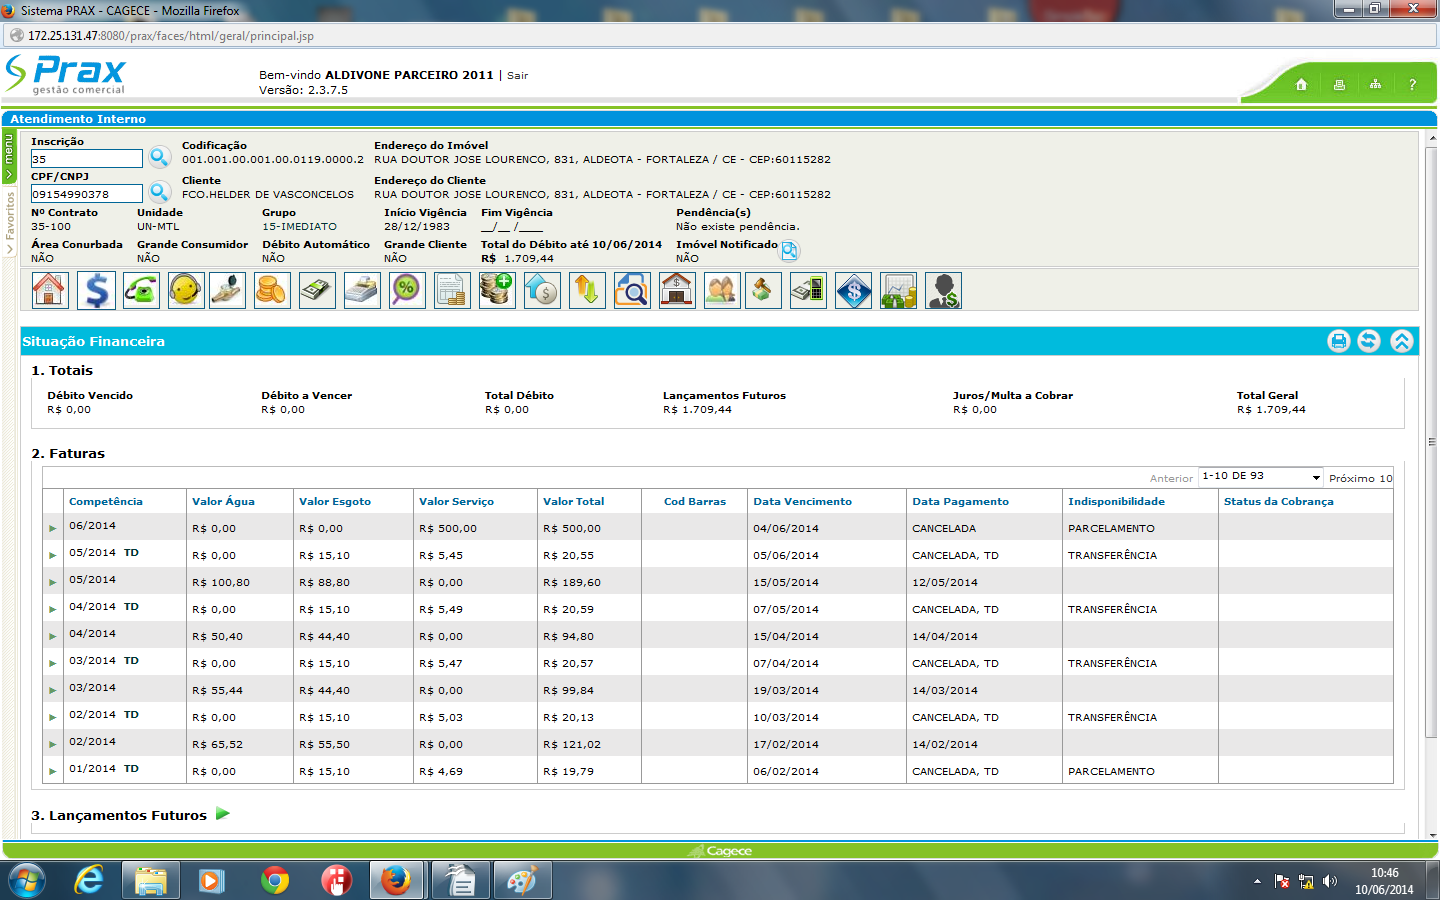 Sistema PRAX - CAGECE - Mozilla Firefox
172.25.131.47:8080/prax/faces/html/geral/principal.jsp
Prax
gestão comercial
Bem-vindo ALDIVONE PARCEIRO 2011 | Sair
Versão: 2.3.7.5
?
Atendimento Interno
menu
Favoritos
Inscrição Codificação Endereço do Imóvel
35 001.001.00.001.00.0119.0000.2 RUA DOUTOR JOSE LOURENCO, 831, ALDEOTA - FORTALEZA / CE - CEP:60115282
CPF/CNPJ Cliente Endereço do Cliente
09154990378 FCO.HELDER DE VASCONCELOS RUA DOUTOR JOSE LOURENCO, 831, ALDEOTA - FORTALEZA / CE - CEP:60115282
Nº Contrato Unidade Grupo Início Vigência Fim Vigência Pendência(s)
35-100 UN-MTL 15-IMEDIATO 28/12/1983 __/__/____ Não existe pendência.
Área Conurbada Grande Consumidor Débito Automático Grande Cliente Total do Débito até 10/06/2014 Imóvel Notificado
NÃO NÃO NÃO NÃO R$ 1.709,44 NÃO
Situação Financeira
1. Totais
Débito Vencido Débito a Vencer Total Débito Lançamentos Futuros Juros/Multa a Cobrar Total Geral
R$ 0,00 R$ 0,00 R$ 0,00 R$ 1.709,44 R$ 0,00 R$ 1.709,44
2. Faturas
Anterior 1-10 DE 93 Próximo 10
Competência Valor Água Valor Esgoto Valor Serviço Valor Total Cod Barras Data Vencimento Data Pagamento Indisponibilidade Status da Cobrança
06/2014 R$ 0,00 R$ 0,00 R$ 500,00 R$ 500,00 04/06/2014 CANCELADA PARCELAMENTO
05/2014 TD R$ 0,00 R$ 15,10 R$ 5,45 R$ 20,55 05/06/2014 CANCELADA, TD TRANSFERÊNCIA
05/2014 R$ 100,80 R$ 88,80 R$ 0,00 R$ 189,60 15/05/2014 12/05/2014
04/2014 TD R$ 0,00 R$ 15,10 R$ 5,49 R$ 20,59 07/05/2014 CANCELADA, TD TRANSFERÊNCIA
04/2014 R$ 50,40 R$ 44,40 R$ 0,00 R$ 94,80 15/04/2014 14/04/2014
03/2014 TD R$ 0,00 R$ 15,10 R$ 5,47 R$ 20,57 07/04/2014 CANCELADA, TD TRANSFERÊNCIA
03/2014 R$ 55,44 R$ 44,40 R$ 0,00 R$ 99,84 19/03/2014 14/03/2014
02/2014 TD R$ 0,00 R$ 15,10 R$ 5,03 R$ 20,13 10/03/2014 CANCELADA, TD TRANSFERÊNCIA
02/2014 R$ 65,52 R$ 55,50 R$ 0,00 R$ 121,02 17/02/2014 14/02/2014
01/2014 TD R$ 0,00 R$ 15,10 R$ 4,69 R$ 19,79 06/02/2014 CANCELADA, TD PARCELAMENTO
3. Lançamentos Futuros
Cagece
10:46
10/06/2014